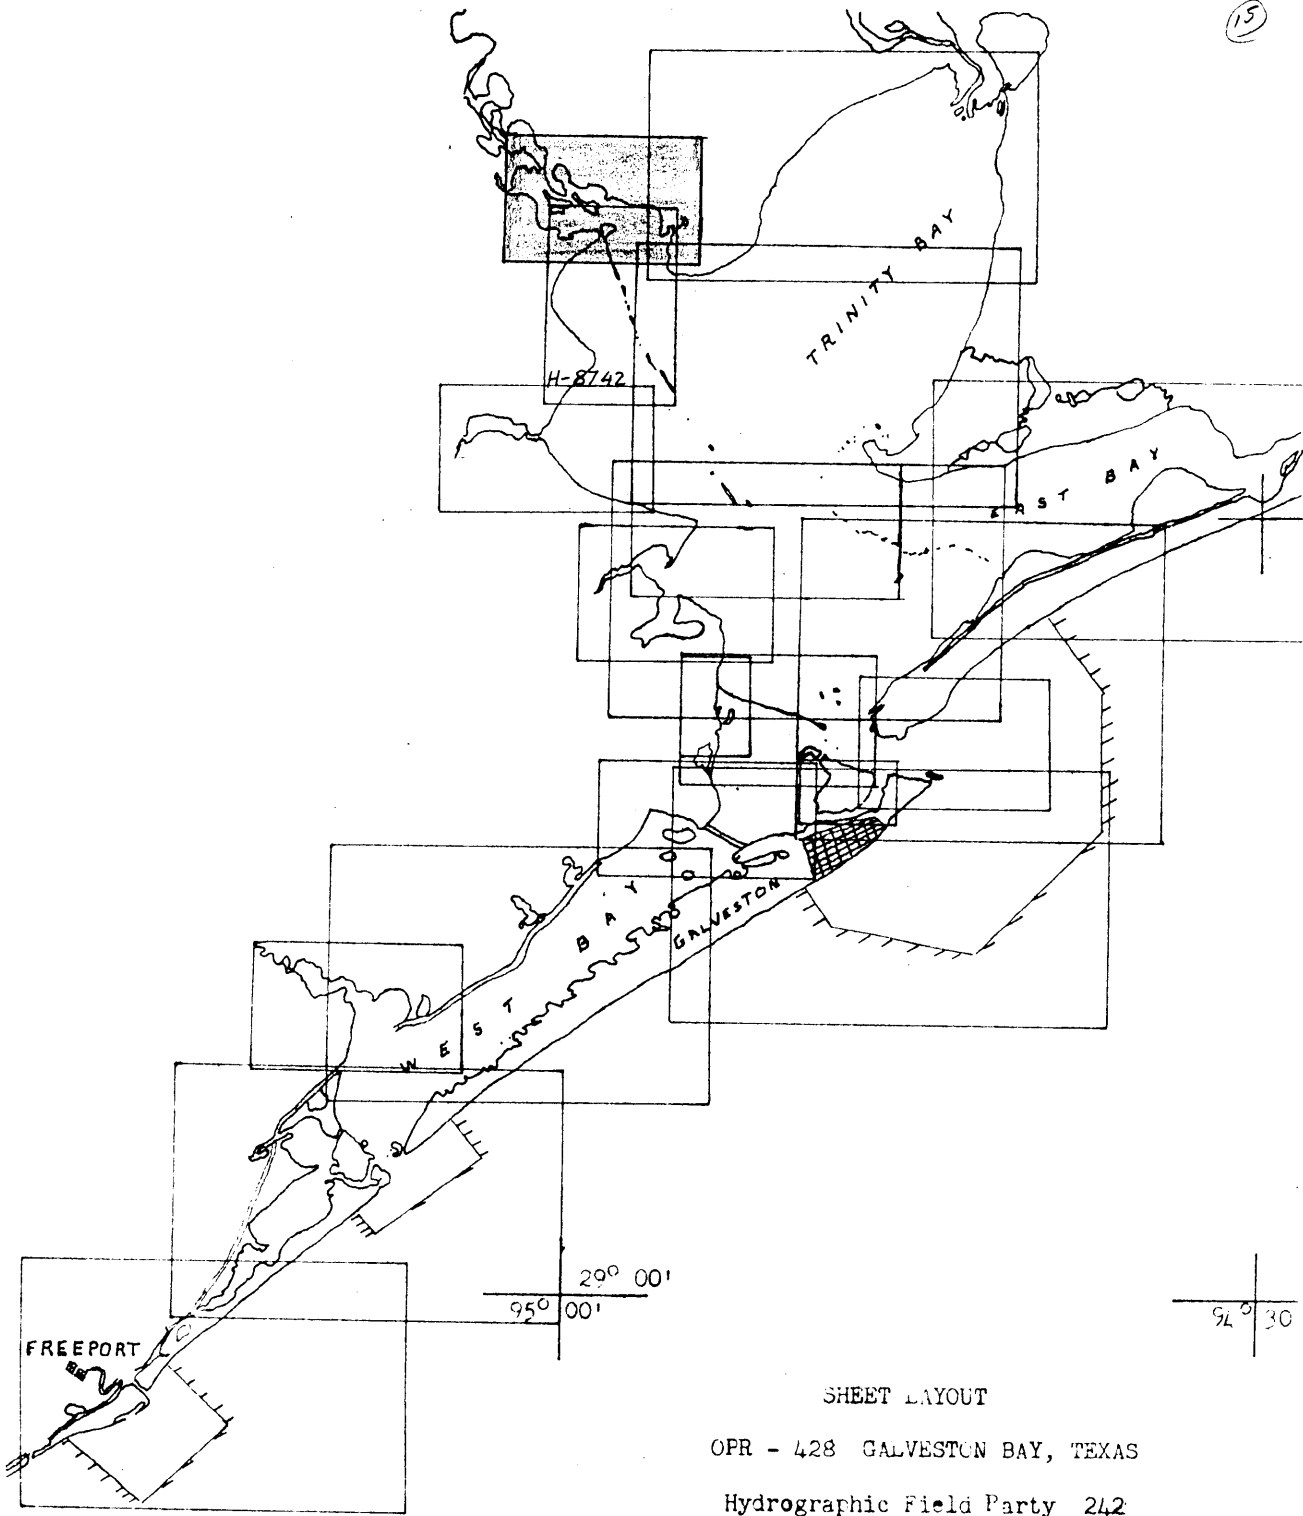 15
TRINITY BAY
H-8742
EAST BAY
WEST BAY
GALVESTON
29° 00'
95° 00'
94° 30
FREEPORT
SHEET LAYOUT
OPR - 428 GALVESTON BAY, TEXAS
Hydrographic Field Party 242